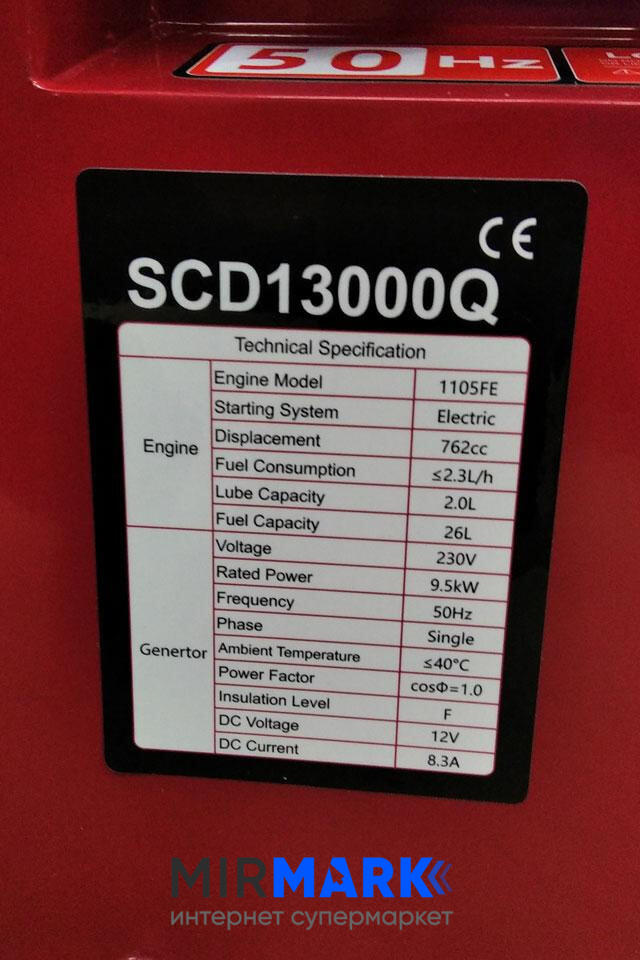 50 Hz
CE
SCD13000Q
Technical Specification
Engine
Engine Model 1105FE
Starting System Electric
Displacement 762cc
Fuel Consumption ≤2.3L/h
Lube Capacity 2.0L
Fuel Capacity 26L
Genertor
Voltage 230V
Rated Power 9.5kW
Frequency 50Hz
Phase Single
Ambient Temperature ≤40°C
Power Factor cosΦ=1.0
Insulation Level F
DC Voltage 12V
DC Current 8.3A
MIRMARK
интернет супермаркет